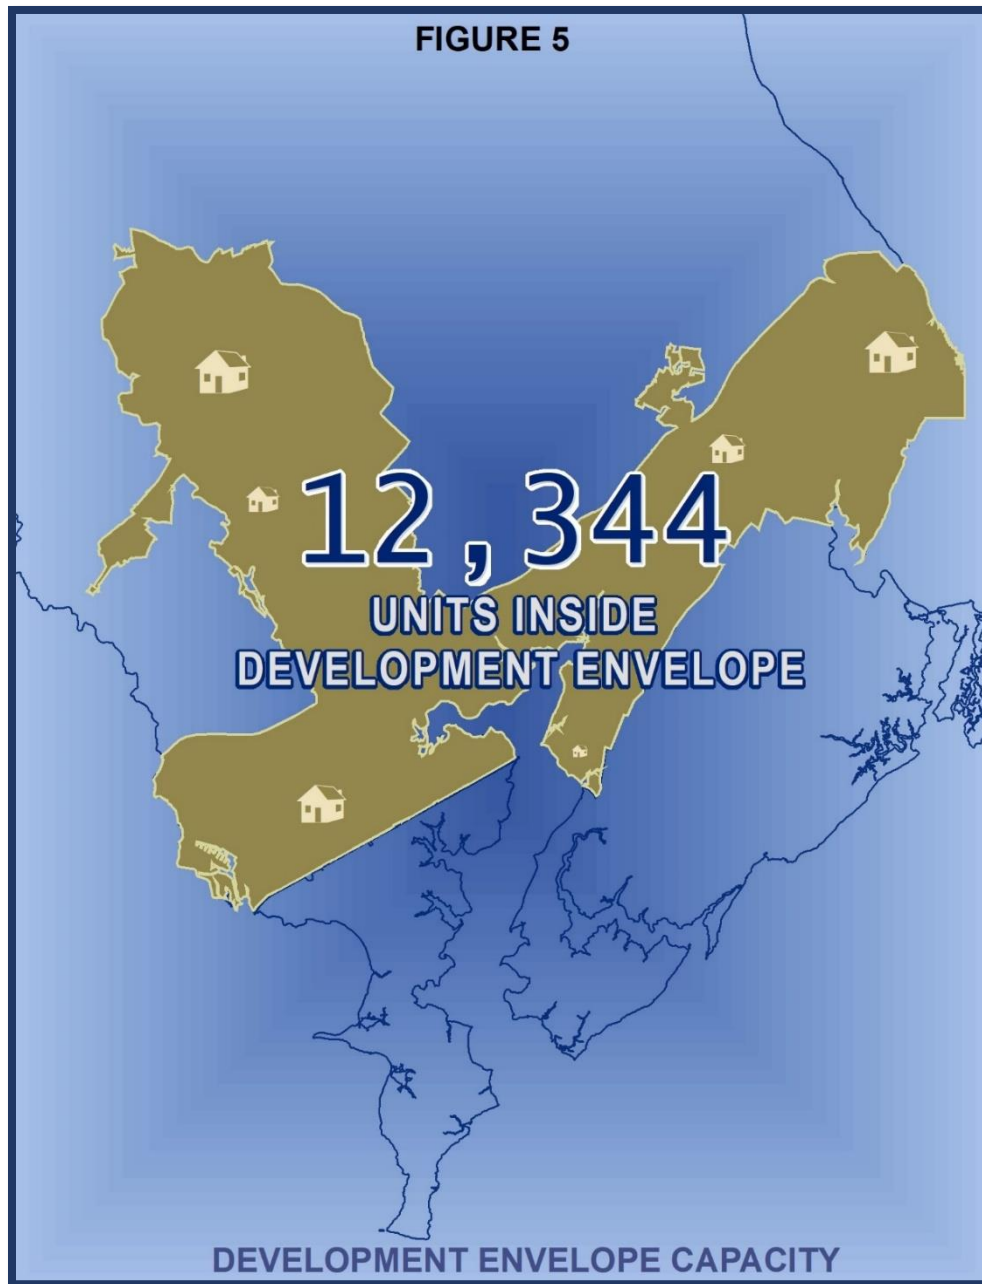 FIGURE 5
12,344
UNITS INSIDE
DEVELOPMENT ENVELOPE
DEVELOPMENT ENVELOPE CAPACITY